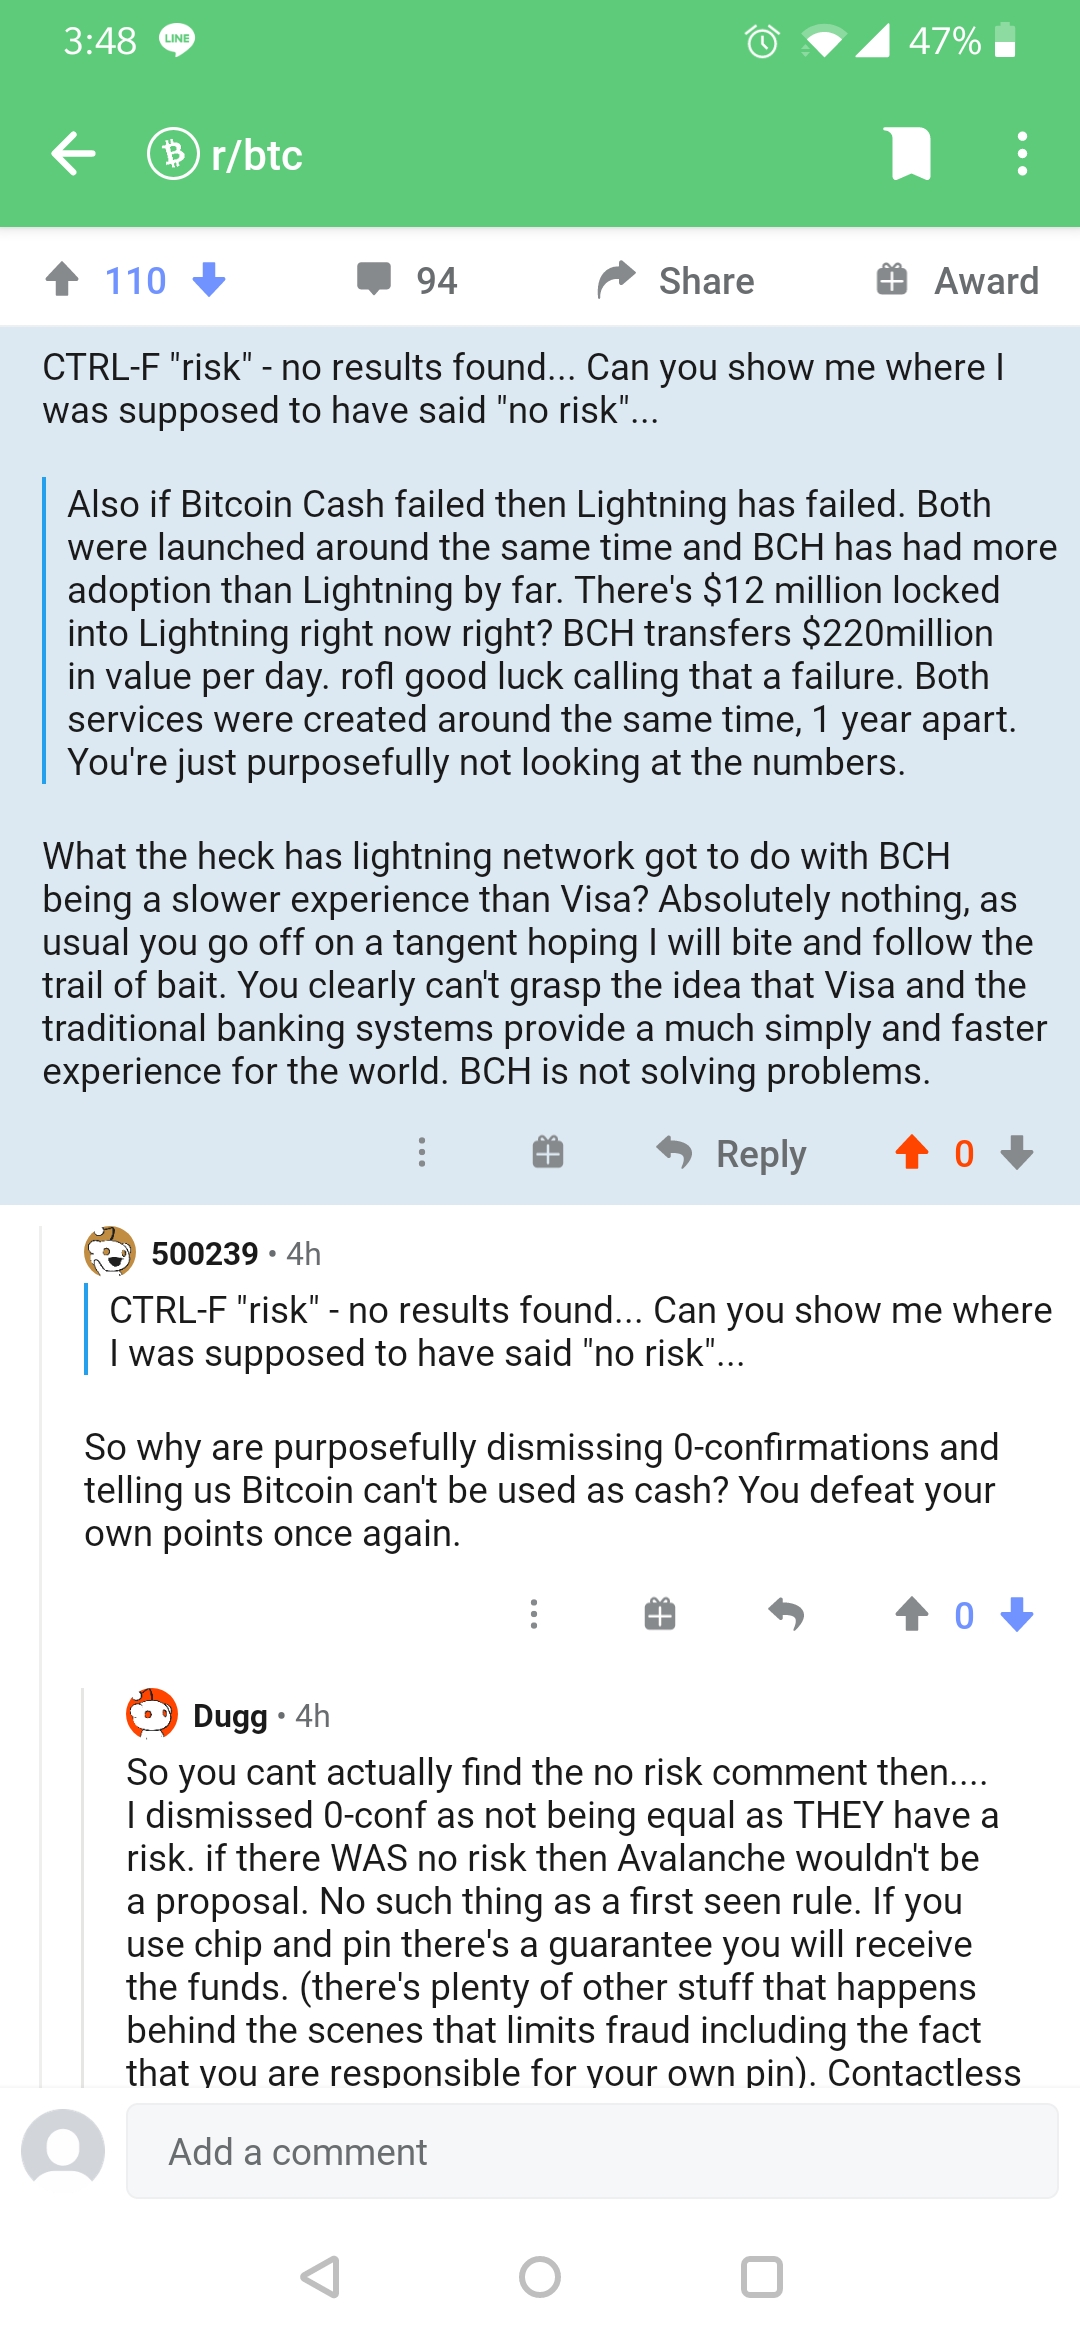 3:48 LINE 47%
r/btc
110 94 Share Award
CTRL-F "risk" - no results found... Can you show me where I
was supposed to have said "no risk"...
Also if Bitcoin Cash failed then Lightning has failed. Both
were launched around the same time and BCH has had more
adoption than Lightning by far. There's $12 million locked
into Lightning right now right? BCH transfers $220million
in value per day. rofl good luck calling that a failure. Both
services were created around the same time, 1 year apart.
You're just purposefully not looking at the numbers.
What the heck has lightning network got to do with BCH
being a slower experience than Visa? Absolutely nothing, as
usual you go off on a tangent hoping I will bite and follow the
trail of bait. You clearly can't grasp the idea that Visa and the
traditional banking systems provide a much simply and faster
experience for the world. BCH is not solving problems.
Reply 0
500239 • 4h
CTRL-F "risk" - no results found... Can you show me where
I was supposed to have said "no risk"...
So why are purposefully dismissing 0-confirmations and
telling us Bitcoin can't be used as cash? You defeat your
own points once again.
0
Dugg • 4h
So you cant actually find the no risk comment then....
I dismissed 0-conf as not being equal as THEY have a
risk. if there WAS no risk then Avalanche wouldn't be
a proposal. No such thing as a first seen rule. If you
use chip and pin there's a guarantee you will receive
the funds. (there's plenty of other stuff that happens
behind the scenes that limits fraud including the fact
that you are responsible for your own pin). Contactless
Add a comment